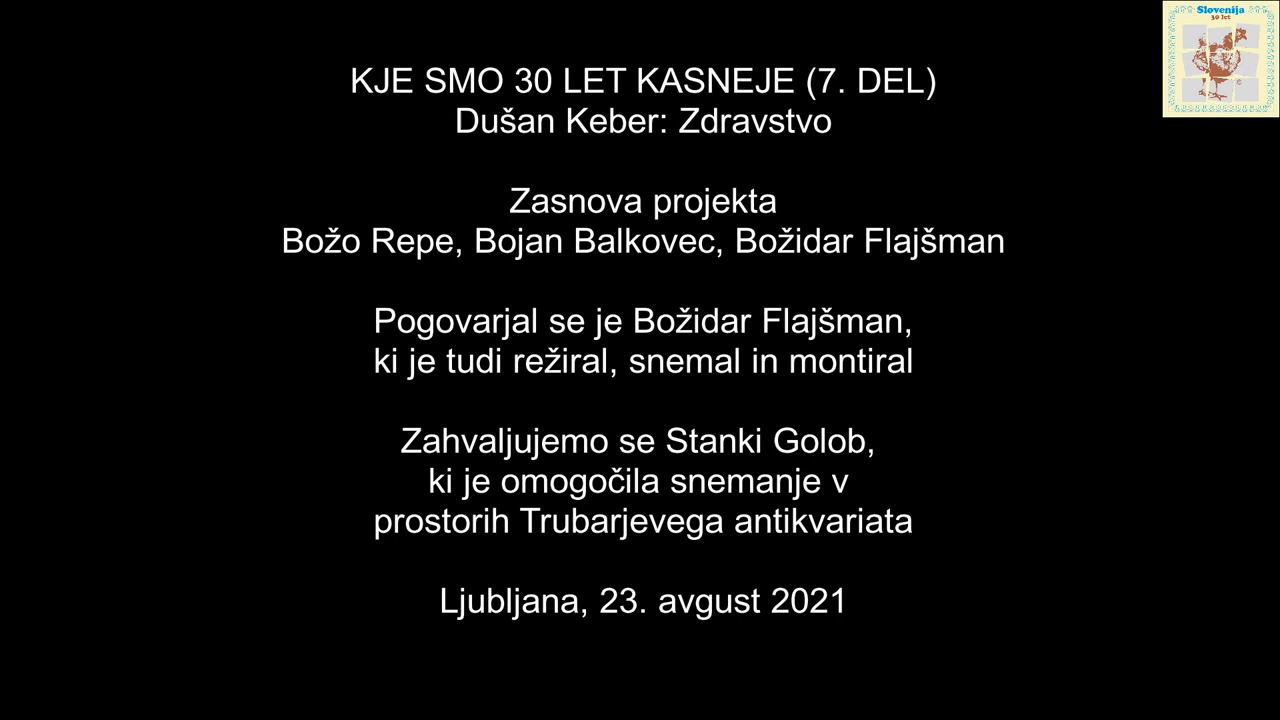 Slovenija
30 let
KJE SMO 30 LET KASNEJE (7. DEL)
Dušan Keber: Zdravstvo
Zasnova projekta
Božo Repe, Bojan Balkovec, Božidar Flajšman
Pogovarjal se je Božidar Flajšman,
ki je tudi režiral, snemal in montiral
Zahvaljujemo se Stanki Golob,
ki je omogočila snemanje v
prostorih Trubarjevega antikvariata
Ljubljana, 23. avgust 2021